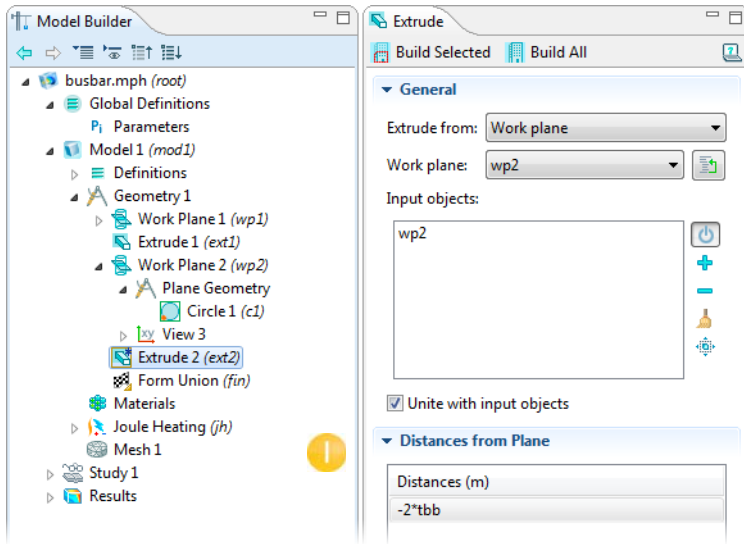 Model Builder
busbar.mph (root)
Global Definitions
Pi Parameters
Model 1 (mod1)
Definitions
Geometry 1
Work Plane 1 (wp1)
Extrude 1 (ext1)
Work Plane 2 (wp2)
Plane Geometry
Circle 1 (c1)
xy View 3
Extrude 2 (ext2)
Form Union (fin)
Materials
Joule Heating (jh)
Mesh 1
Study 1
Results
Extrude
Build Selected Build All
General
Extrude from: Work plane
Work plane: wp2
Input objects:
wp2
Unite with input objects
Distances from Plane
Distances (m)
-2*tbb